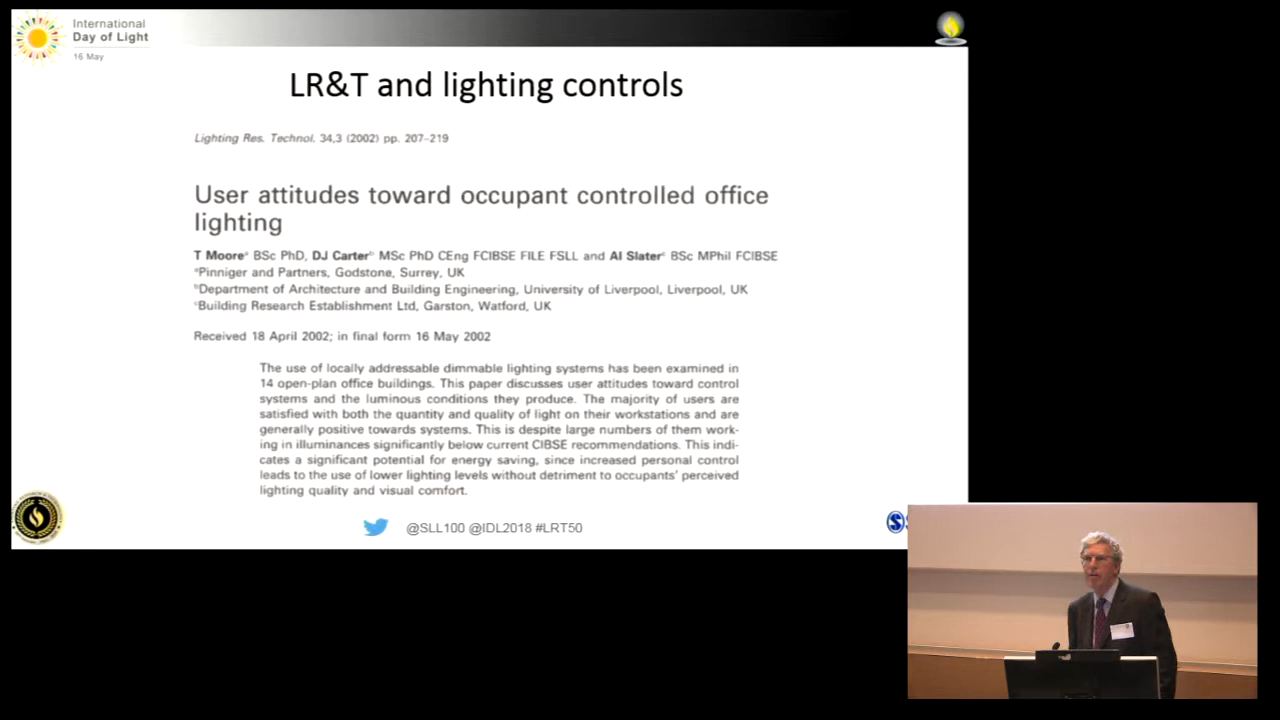 International
Day of Light
16 May
LR&T and lighting controls
Lighting Res. Technol. 34,3 (2002) pp. 207–219
User attitudes toward occupant controlled office
lighting
T Mooreª BSc PhD, DJ Carterᵇ MSc PhD CEng FCIBSE FILE FSLL and AI Slaterᶜ BSc MPhil FCIBSE
ªPinniger and Partners, Godstone, Surrey, UK
ᵇDepartment of Architecture and Building Engineering, University of Liverpool, Liverpool, UK
ᶜBuilding Research Establishment Ltd, Garston, Watford, UK
Received 18 April 2002; in final form 16 May 2002
The use of locally addressable dimmable lighting systems has been examined in
14 open-plan office buildings. This paper discusses user attitudes toward control
systems and the luminous conditions they produce. The majority of users are
satisfied with both the quantity and quality of light on their workstations and are
generally positive towards systems. This is despite large numbers of them work-
ing in illuminances significantly below current CIBSE recommendations. This indi-
cates a significant potential for energy saving, since increased personal control
leads to the use of lower lighting levels without detriment to occupants' perceived
lighting quality and visual comfort.
@SLL100 @IDL2018 #LRT50